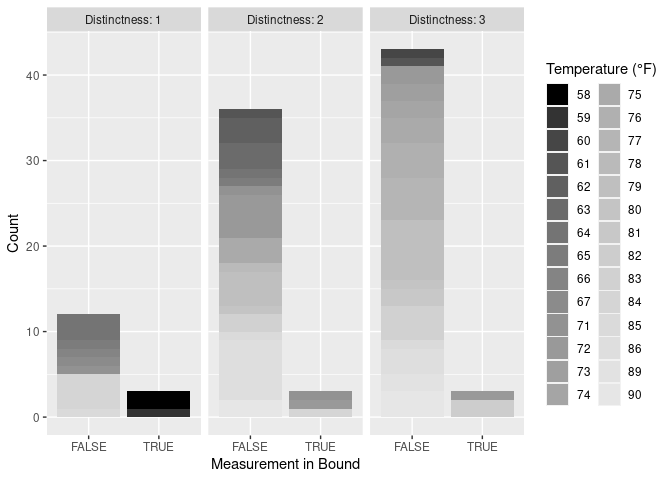 Distinctness: 1
Distinctness: 2
Distinctness: 3
Count
40
30
20
10
0
FALSE
TRUE
FALSE
TRUE
FALSE
TRUE
Measurement in Bound
Temperature (°F)
58
59
60
61
62
63
64
65
66
67
71
72
73
74
75
76
77
78
79
80
81
82
83
84
85
86
89
90